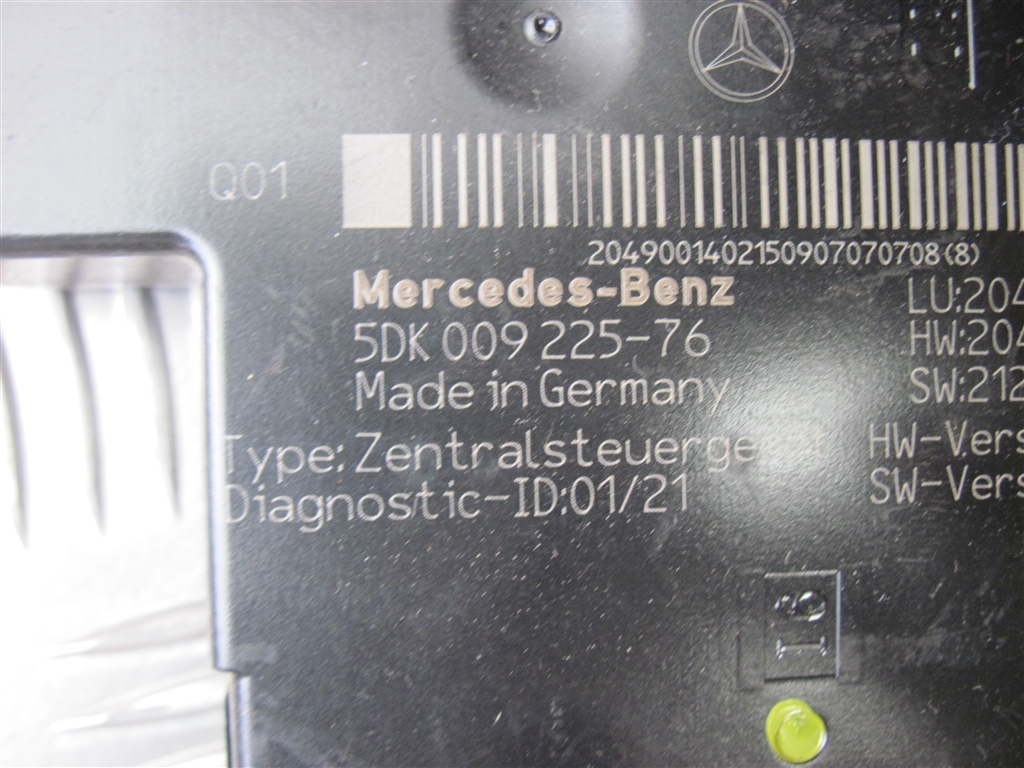 Q01
2049001402150907070708(8)
Mercedes-Benz
5DK 009 225-76
Made in Germany
LU:204
HW:204
SW:212
Type: Zentralsteuergerät
Diagnostic-ID:01/21
HW-Vers
SW-Vers